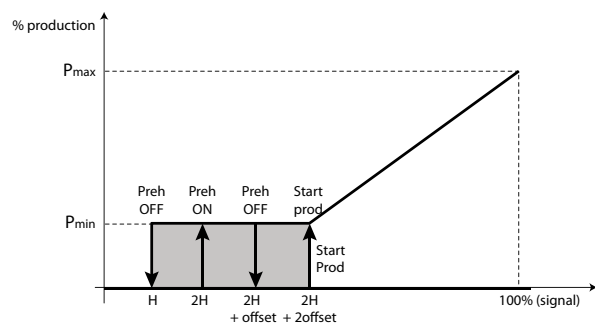 % production
Pmax
Preh Preh Preh Start
OFF ON OFF prod
Pmin
Start
Prod
H 2H 2H 2H 100% (signal)
+ offset + 2offset